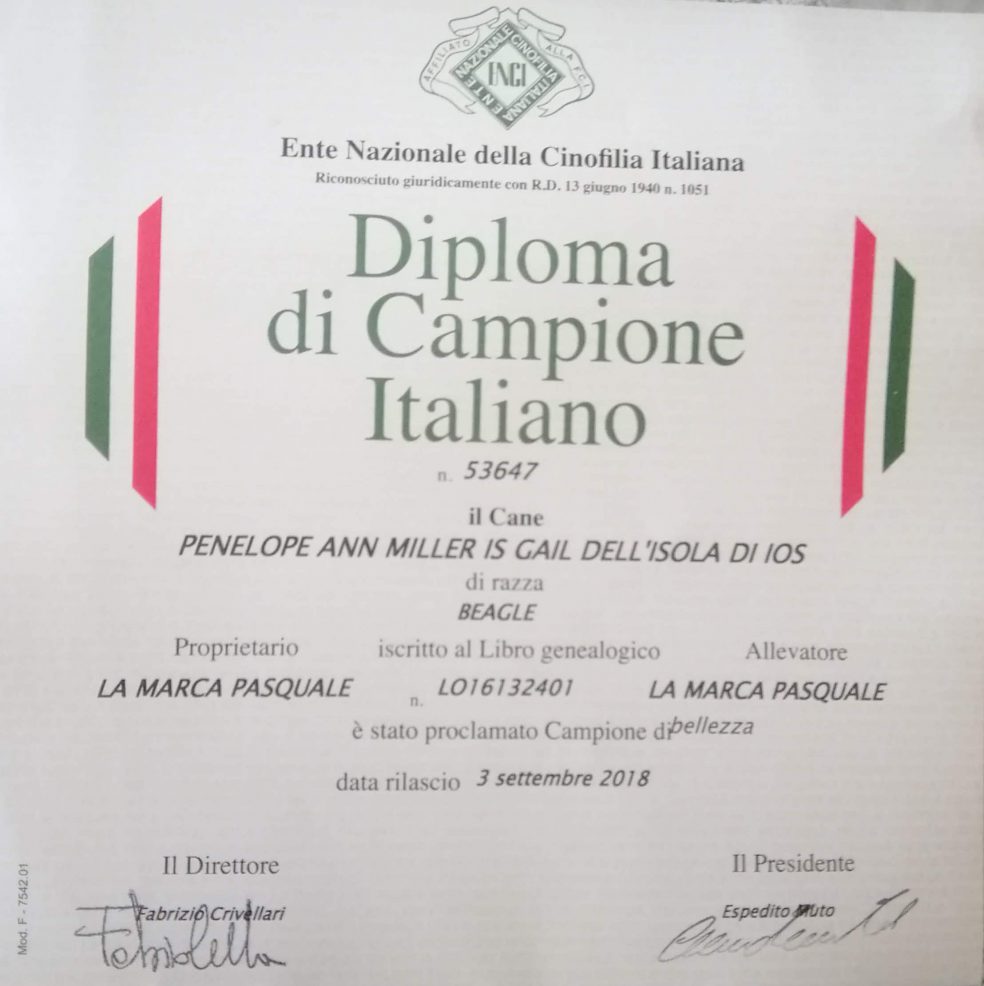 AFFILIATO ALLA F.C.I.
ENTE NAZIONALE CINOFILIA ITALIANA
ENCI
Ente Nazionale della Cinofilia Italiana
Riconosciuto giuridicamente con R.D. 13 giugno 1940 n. 1051
Diploma
di Campione
Italiano
n. 53647
il Cane
PENELOPE ANN MILLER IS GAIL DELL'ISOLA DI IOS
di razza
BEAGLE
Proprietario iscritto al Libro genealogico Allevatore
LA MARCA PASQUALE n. LO16132401 LA MARCA PASQUALE
è stato proclamato Campione di bellezza
data rilascio 3 settembre 2018
Il Direttore Il Presidente
Fabrizio Crivellari Espedito Muto
Mod. F - 7542.01